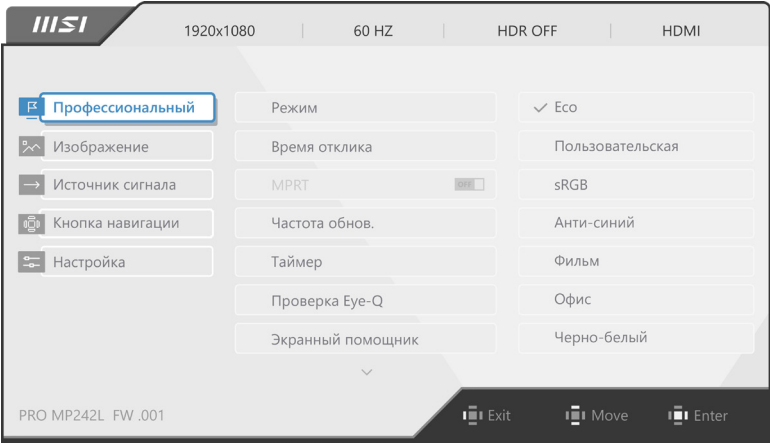 msi 1920x1080 60 HZ HDR OFF HDMI
Профессиональный Режим Eco
Изображение Время отклика Пользовательская
Источник сигнала MPRT OFF sRGB
Кнопка навигации Частота обнов. Анти-синий
Настройка Таймер Фильм
Проверка Eye-Q Офис
Экранный помощник Черно-белый
PRO MP242L FW .001 Exit Move Enter